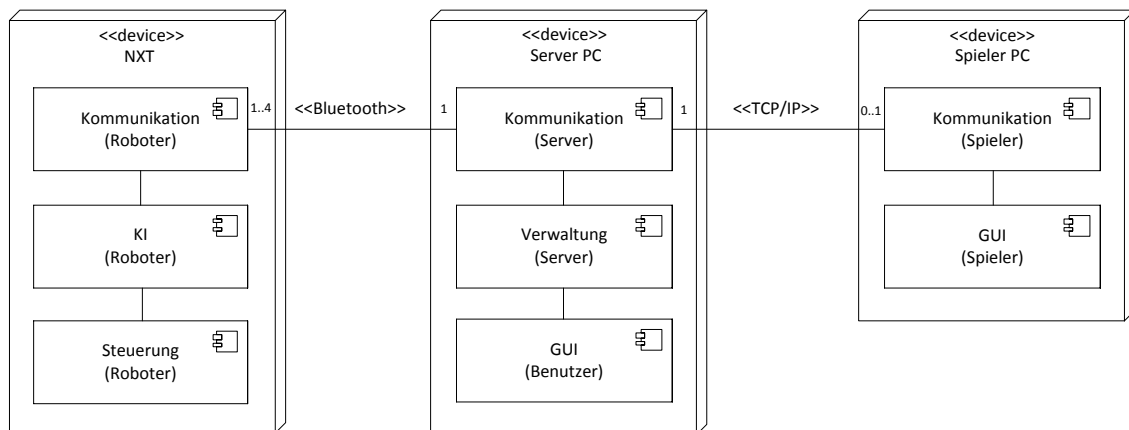 <<device>>
NXT
Kommunikation
(Roboter)
KI
(Roboter)
Steuerung
(Roboter)
1..4
<<Bluetooth>>
1
<<device>>
Server PC
Kommunikation
(Server)
Verwaltung
(Server)
GUI
(Benutzer)
1
<<TCP/IP>>
0..1
<<device>>
Spieler PC
Kommunikation
(Spieler)
GUI
(Spieler)